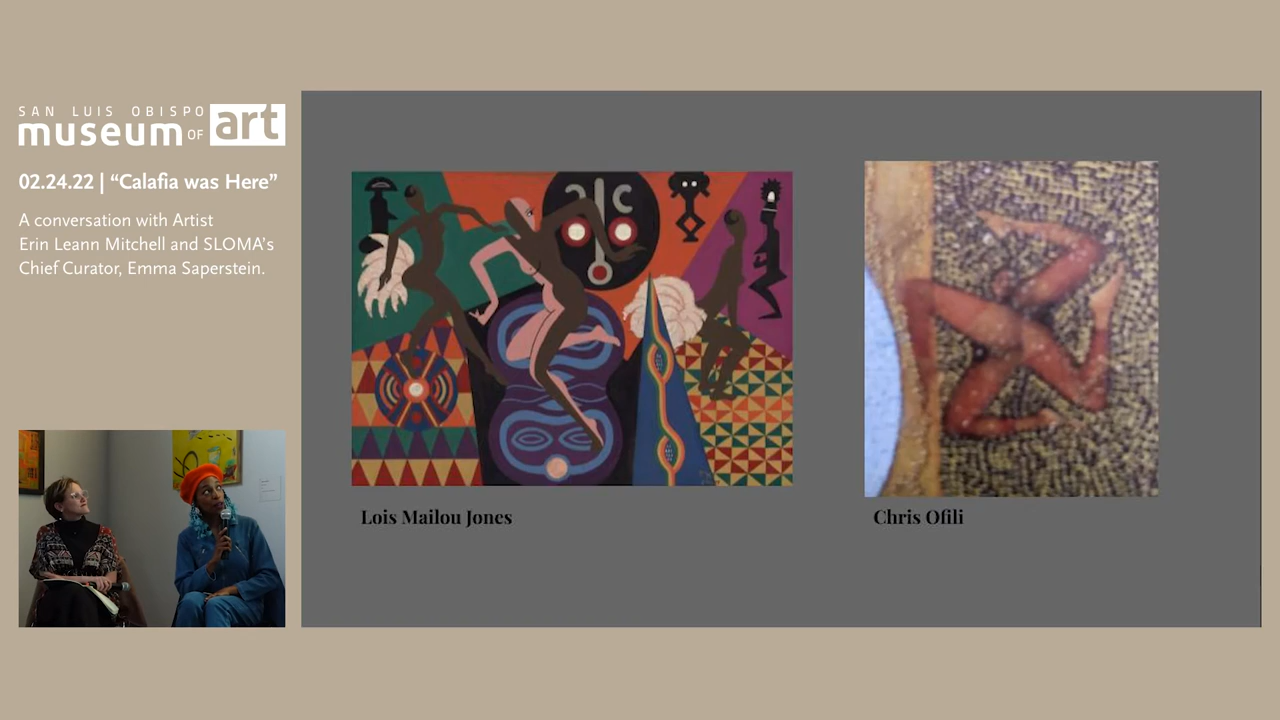 SAN LUIS OBISPO
museum OF art
02.24.22 | “Calafia was Here”
A conversation with Artist
Erin Leann Mitchell and SLOMA’s
Chief Curator, Emma Saperstein.
Lois Mailou Jones
Chris Ofili